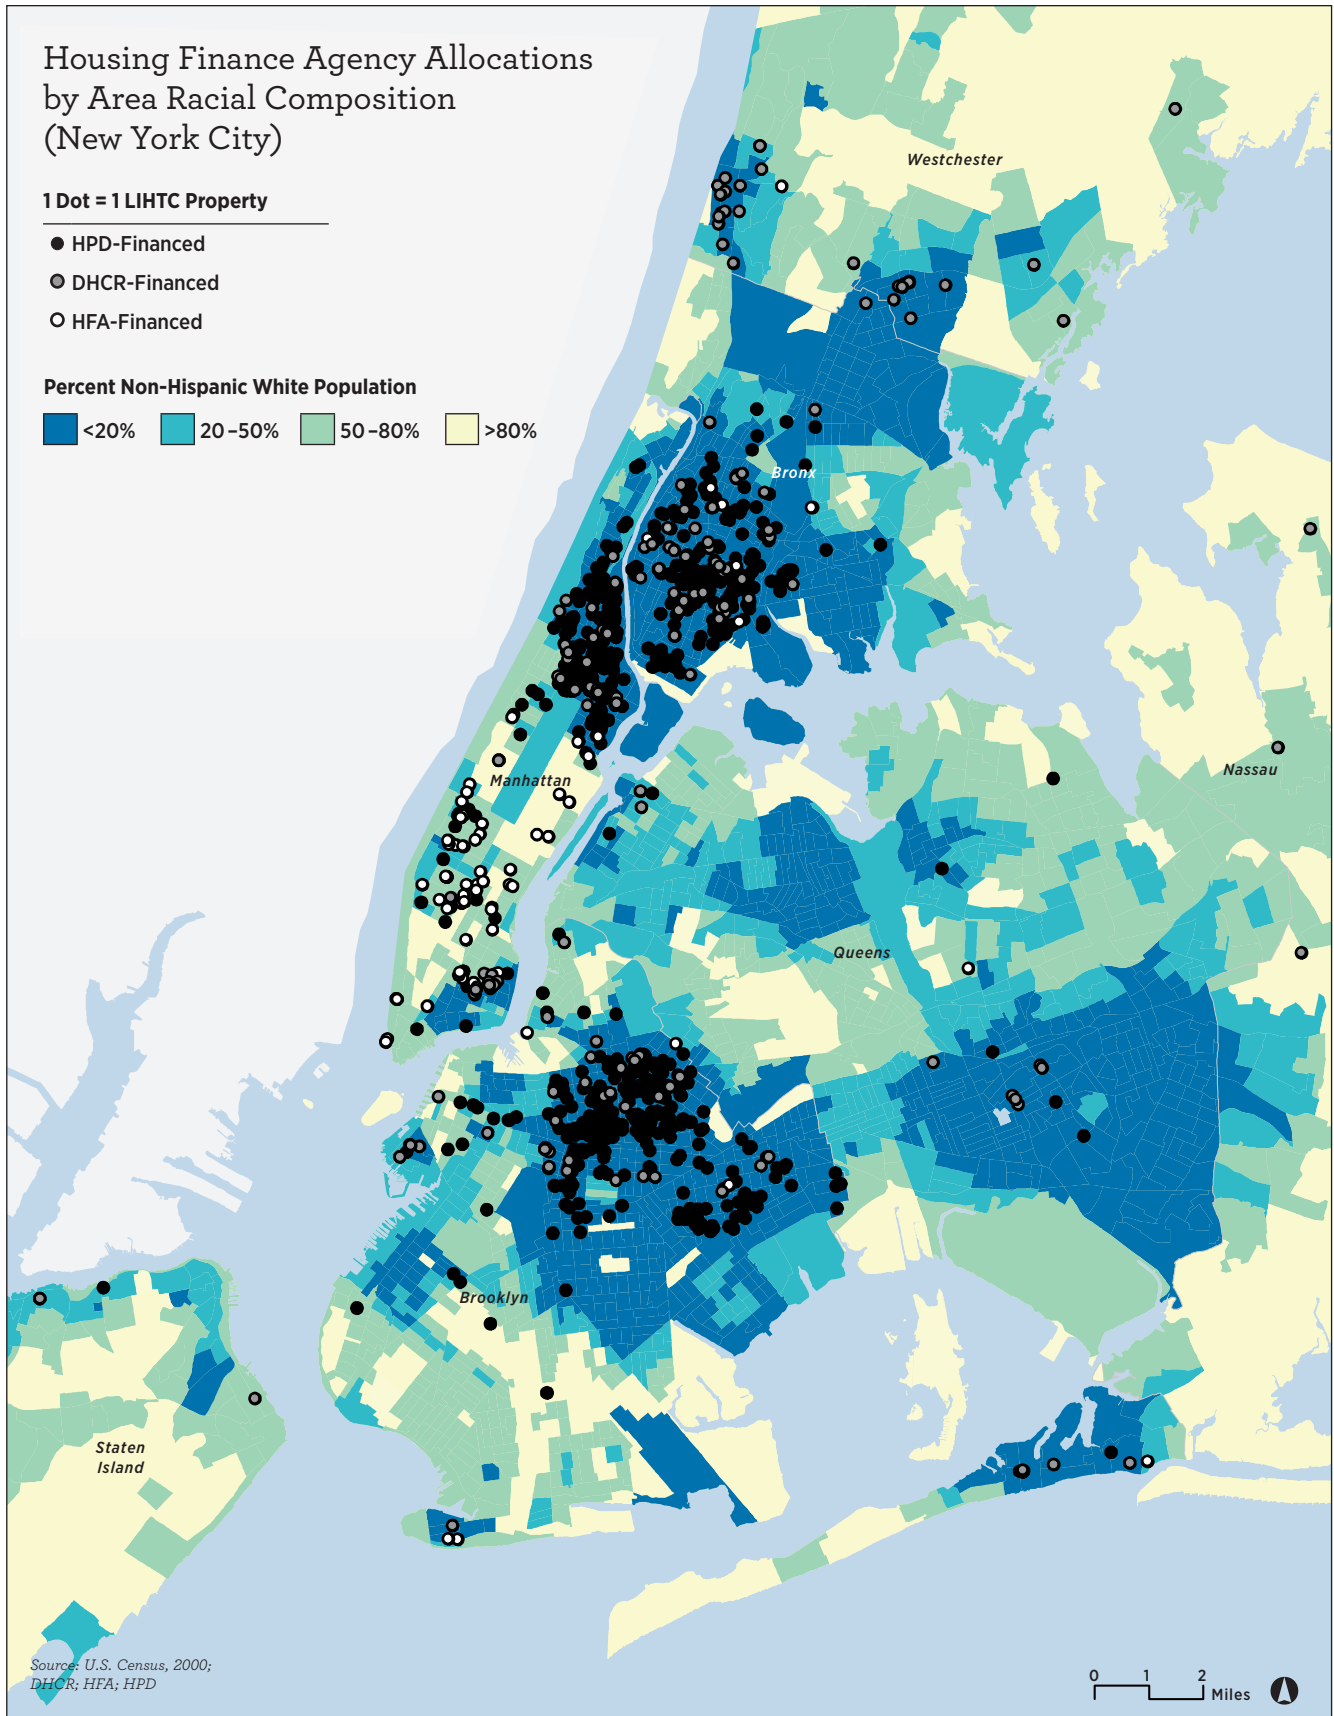 Housing Finance Agency Allocations
by Area Racial Composition
(New York City)
1 Dot = 1 LIHTC Property
HPD-Financed
DHCR-Financed
HFA-Financed
Percent Non-Hispanic White Population
<20%
20–50%
50–80%
>80%
Westchester
Bronx
Manhattan
Nassau
Queens
Brooklyn
Staten
Island
Source: U.S. Census, 2000;
DHCR; HFA; HPD
0 1 2
Miles